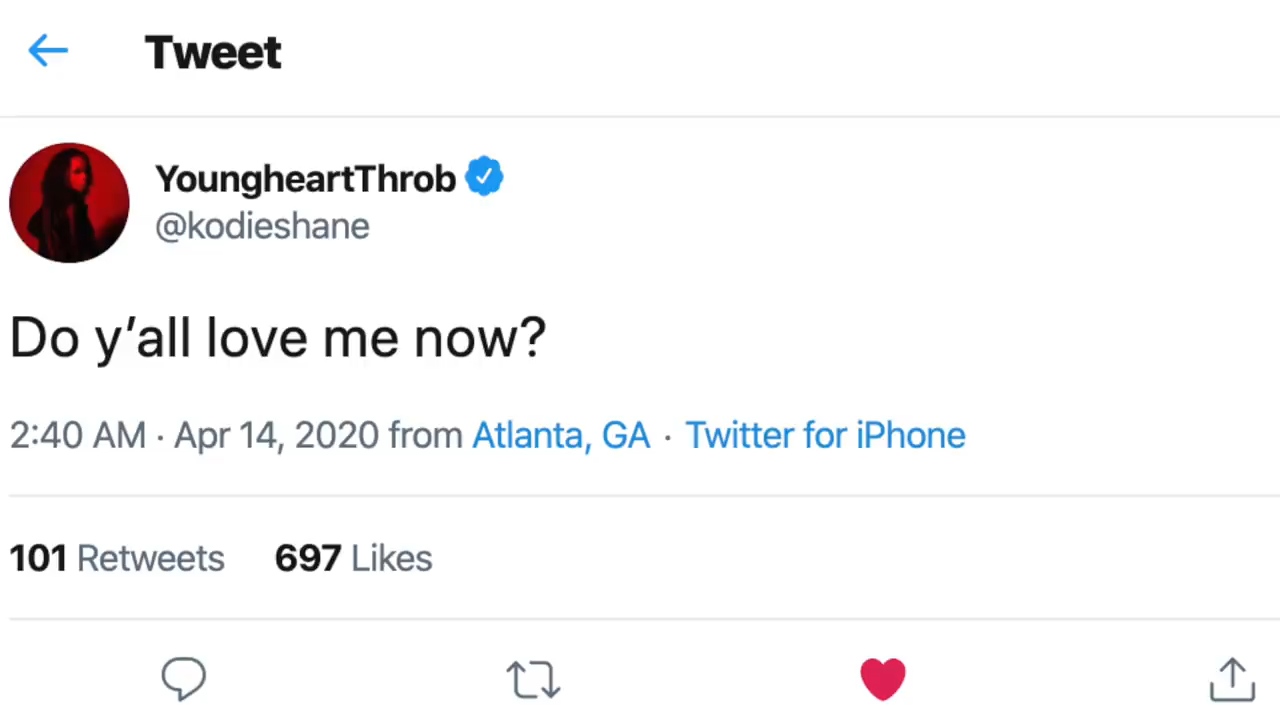 Tweet
YoungheartThrob
@kodieshane
Do y’all love me now?
2:40 AM · Apr 14, 2020 from Atlanta, GA · Twitter for iPhone
101 Retweets 697 Likes